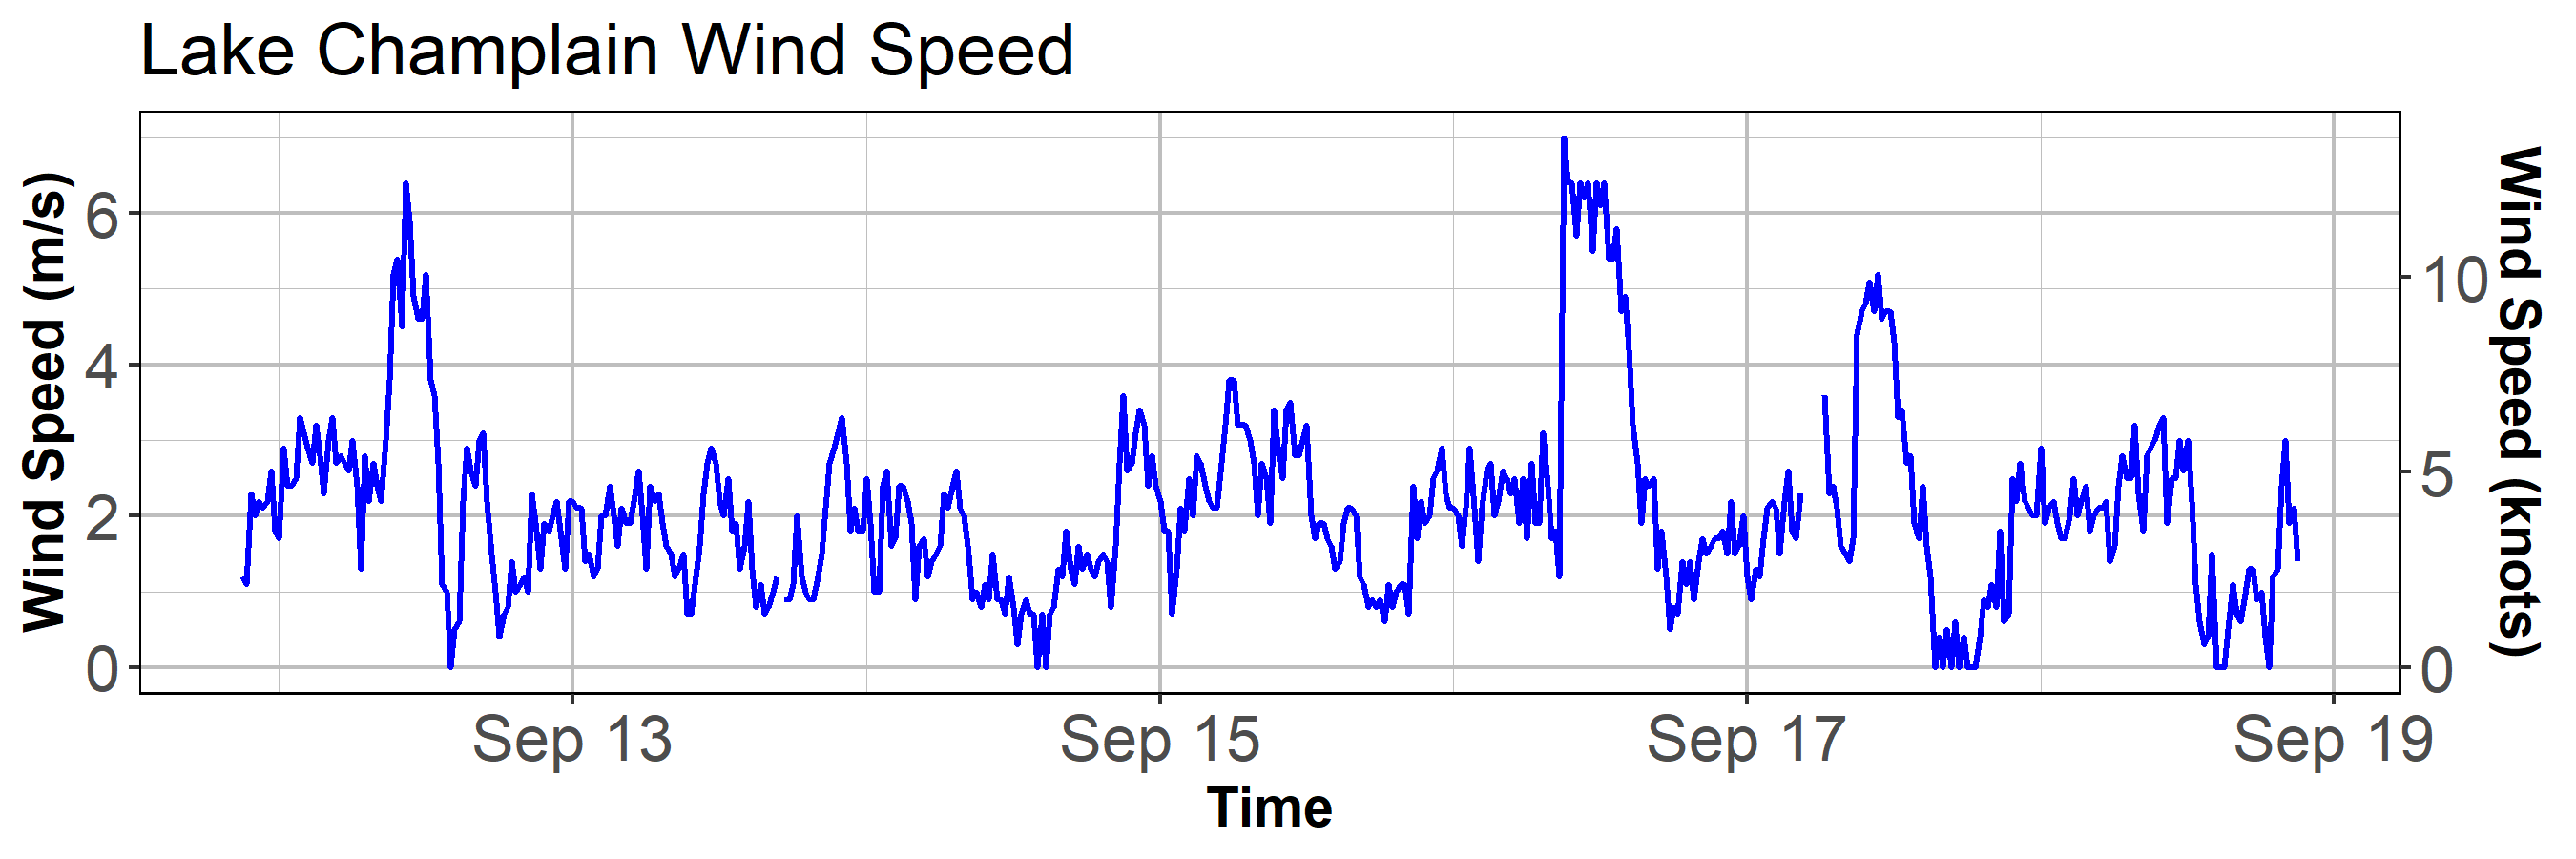 Lake Champlain Wind Speed
Wind Speed (m/s)
6
4
2
0
10
5
0
Wind Speed (knots)
Sep 13 Sep 15 Sep 17 Sep 19
Time